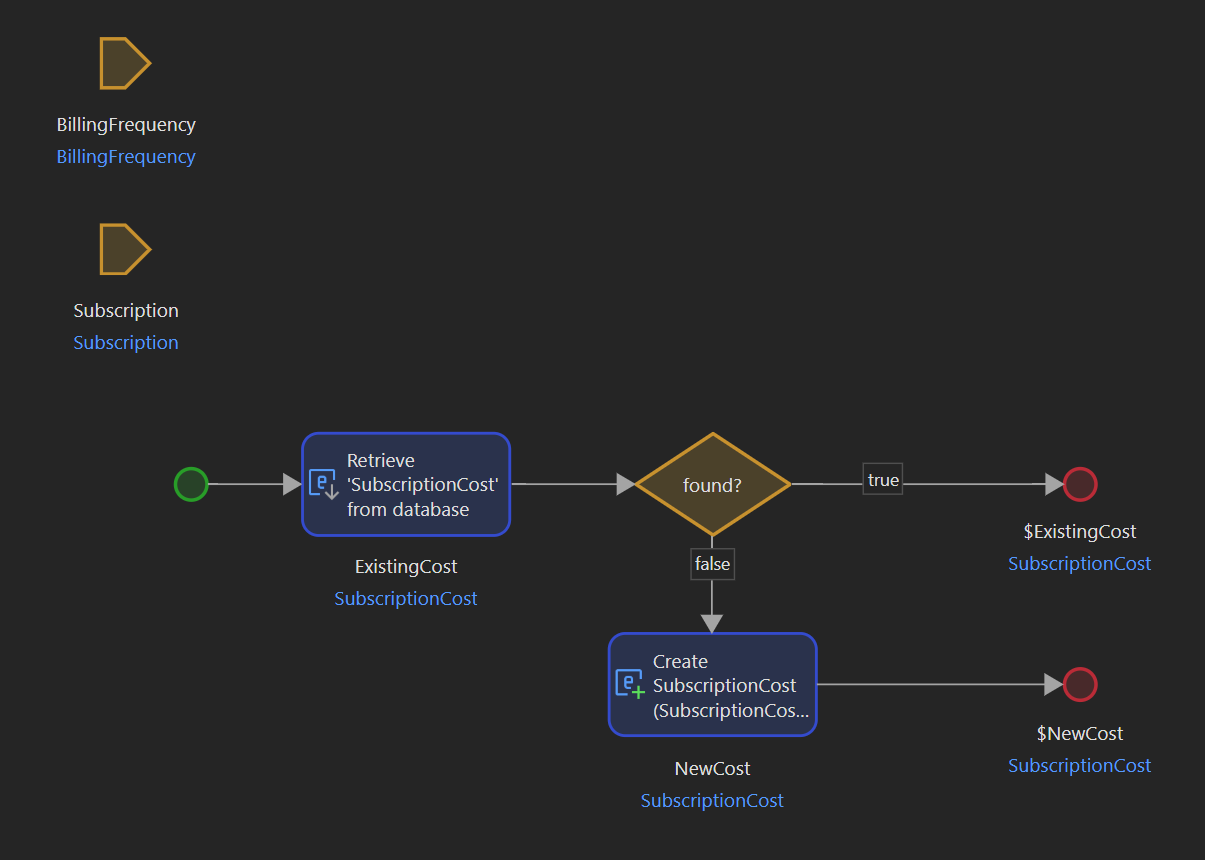 BillingFrequency
BillingFrequency
Subscription
Subscription
Retrieve
'SubscriptionCost'
from database
ExistingCost
SubscriptionCost
found?
true
$ExistingCost
SubscriptionCost
false
Create
SubscriptionCost
(SubscriptionCos...
NewCost
SubscriptionCost
$NewCost
SubscriptionCost